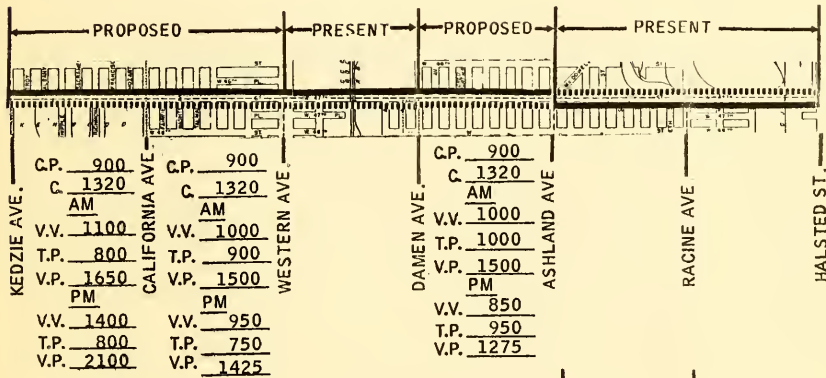 PROPOSED PRESENT PROPOSED PRESENT
KEDZIE AVE.
C.P. 900
C. 1320
AM
V.V. 1100
T.P. 800
V.P. 1650
PM
V.V. 1400
T.P. 800
V.P. 2100
CALIFORNIA AVE
C.P. 900
C. 1320
AM
V.V. 1000
T.P. 900
V.P. 1500
PM
V.V. 950
T.P. 750
V.P. 1425
WESTERN AVE.
DAMEN AVE.
C.P. 900
C. 1320
AM
V.V. 1000
T.P. 1000
V.P. 1500
PM
V.V. 850
T.P. 950
V.P. 1275
ASHLAND AVE
RACINE AVE
HALSTED ST.